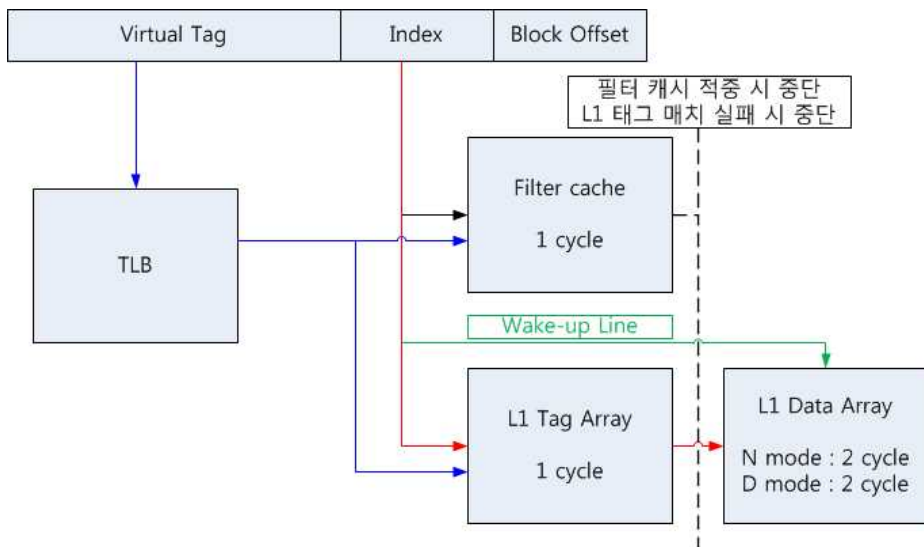 Virtual Tag
Index
Block Offset
필터 캐시 적중 시 중단
L1 태그 매치 실패 시 중단
Filter cache
1 cycle
TLB
Wake-up Line
L1 Tag Array
1 cycle
L1 Data Array
N mode : 2 cycle
D mode : 2 cycle